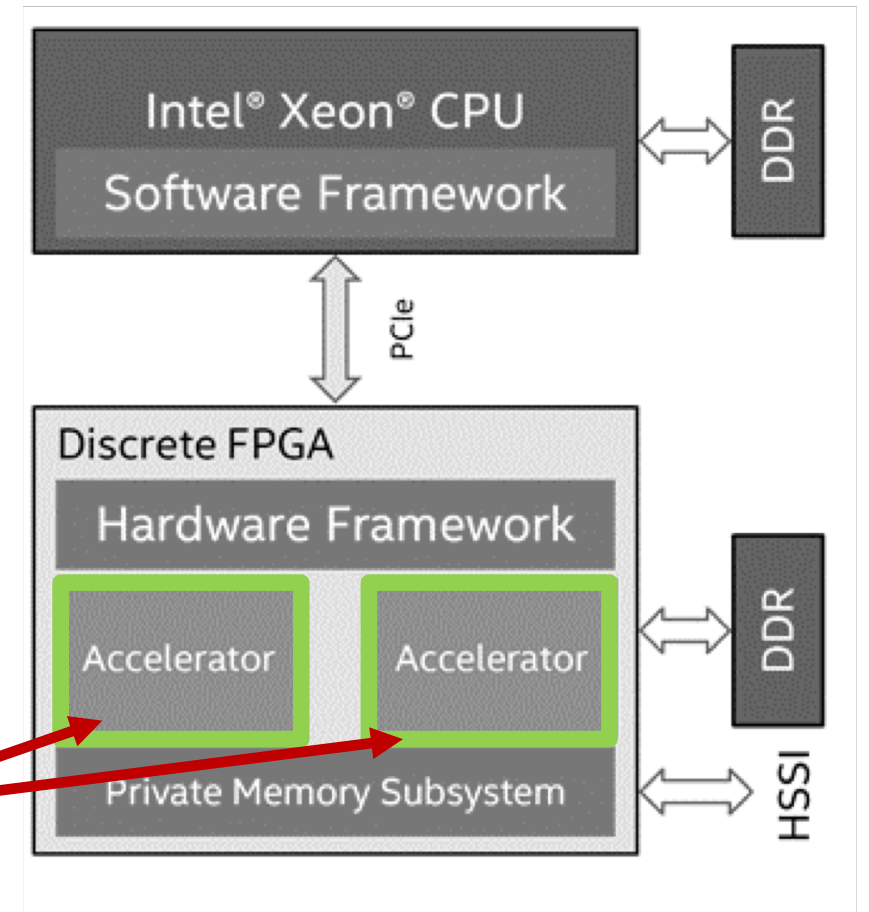 Intel® Xeon® CPU
Software Framework
DDR
PCIe
Discrete FPGA
Hardware Framework
Accelerator
Accelerator
DDR
Private Memory Subsystem
HSSI